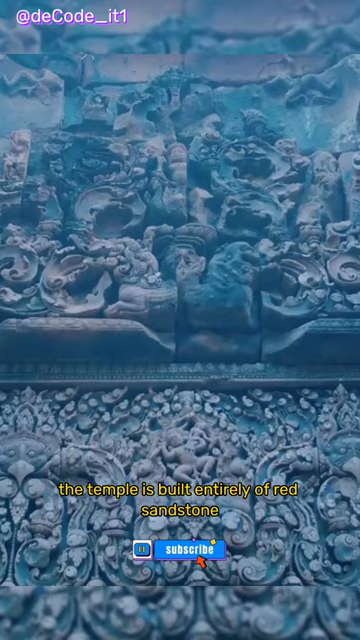 @deCode_it1
the temple is built entirely of red
sandstone
subscribe